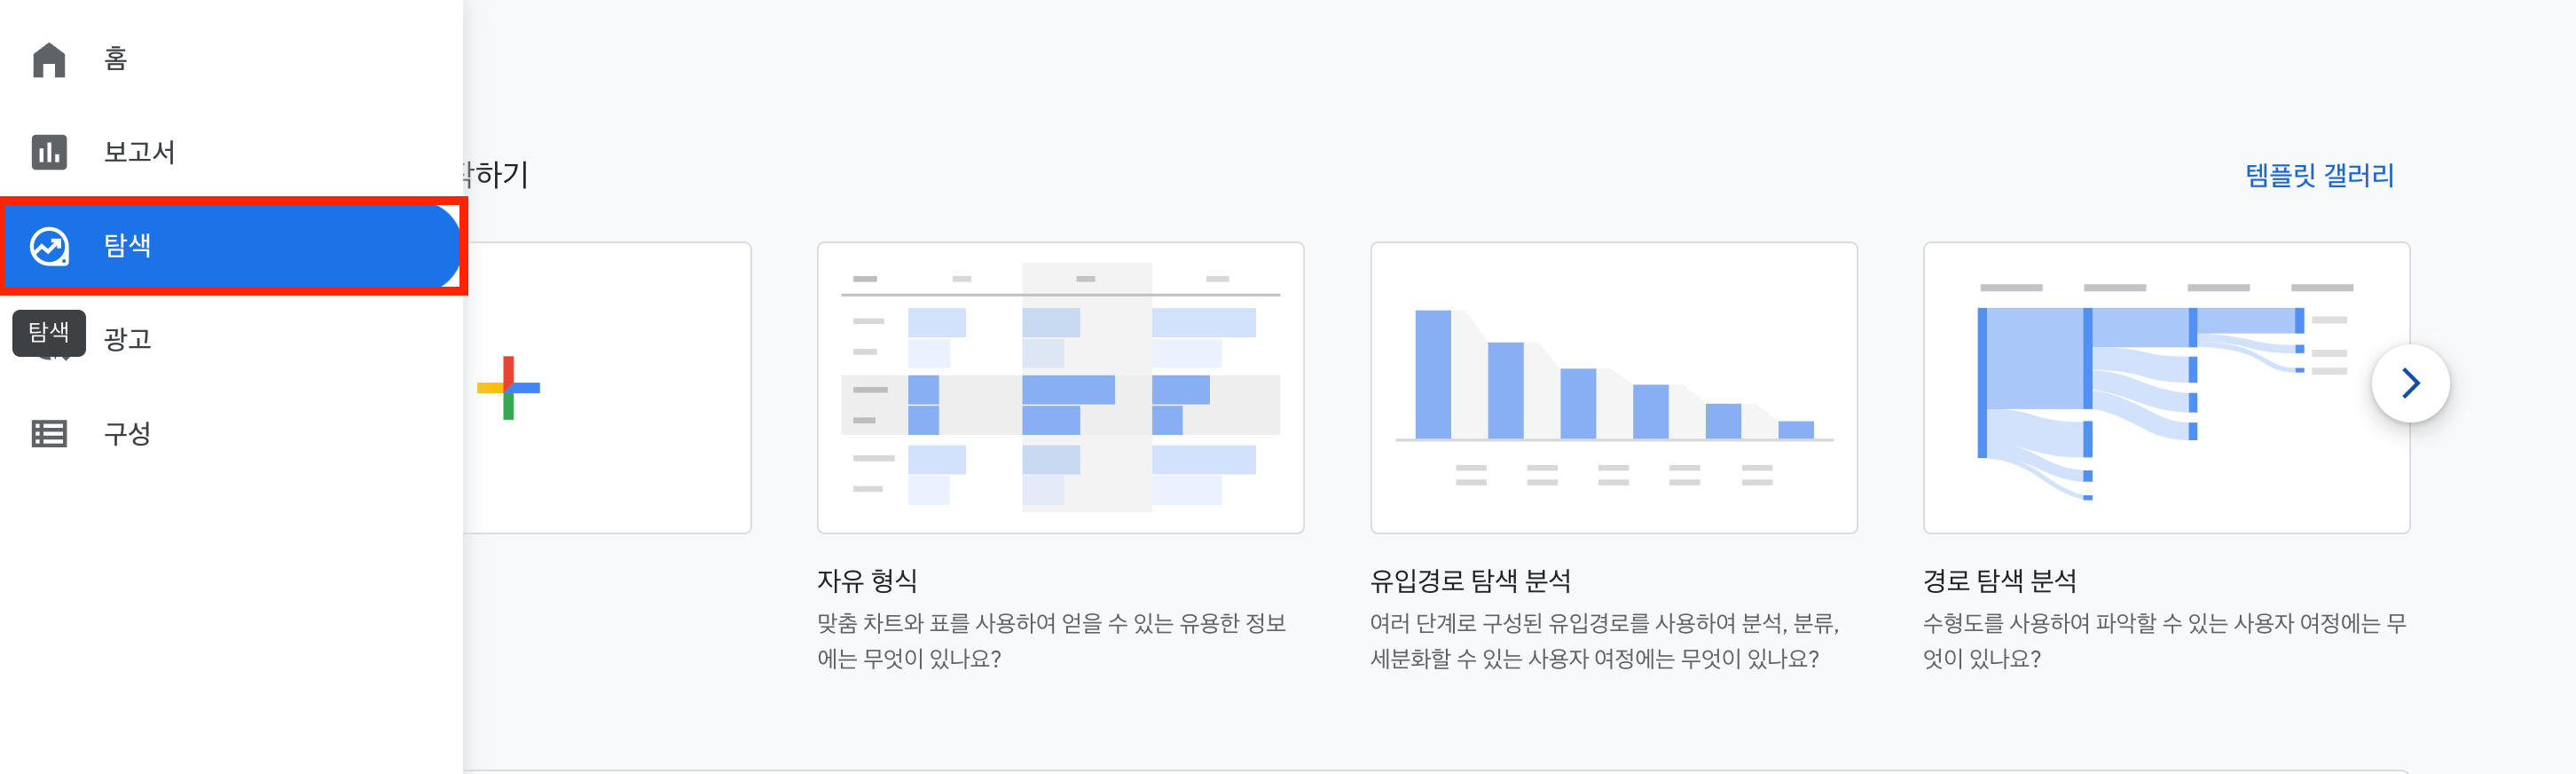 홈
보고서
탐색
탐색
광고
구성
하기
템플릿 갤러리
자유 형식
맞춤 차트와 표를 사용하여 얻을 수 있는 유용한 정보
에는 무엇이 있나요?
유입경로 탐색 분석
여러 단계로 구성된 유입경로를 사용하여 분석, 분류,
세분화할 수 있는 사용자 여정에는 무엇이 있나요?
경로 탐색 분석
수형도를 사용하여 파악할 수 있는 사용자 여정에는 무
엇이 있나요?